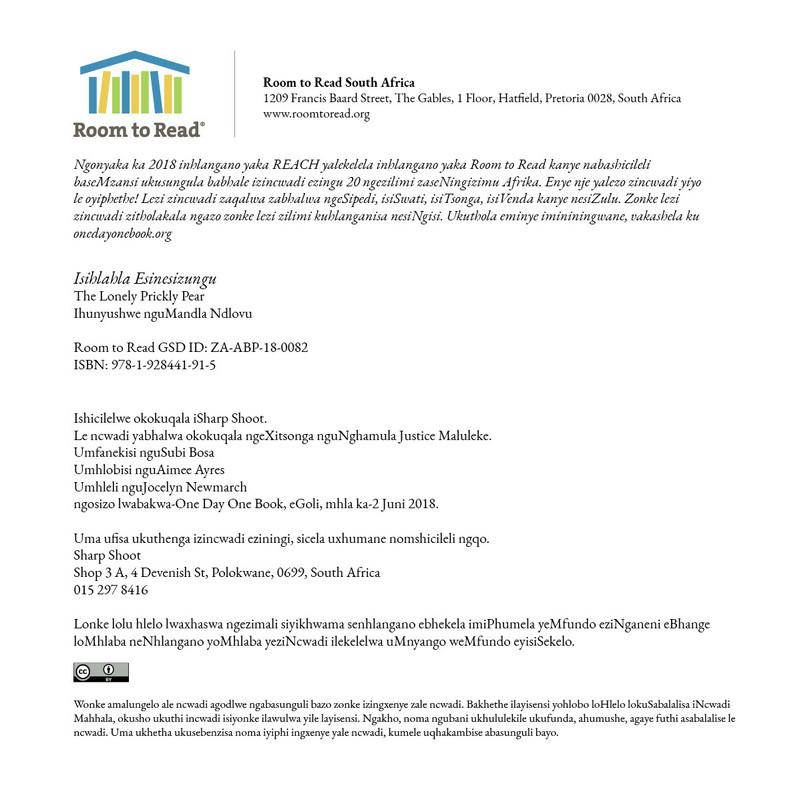 Room to Read®
Room to Read South Africa
1209 Francis Baard Street, The Gables, 1 Floor, Hatfield, Pretoria 0028, South Africa
www.roomtoread.org
Ngonyaka ka 2018 inhlangano yaka REACH yalekelela inhlangano yaka Room to Read kanye nabashicileli
baseMzansi ukusungula babhale izincwadi ezingu 20 ngezilimi zaseNingizimu Afrika. Enye nje yalezo zincwadi yiyo
le oyiphethe! Lezi zincwadi zaqalwa zabhalwa ngeSipedi, isiSwati, isiTsonga, isiVenda kanye nesiZulu. Zonke lezi
zincwadi zitholakala ngazo zonke lezi zilimi kuhlanganisa nesiNgisi. Ukuthola eminye imininingwane, vakashela ku
onedayonebook.org
Isihlahla Esinesizungu
The Lonely Prickly Pear
Ihunyushwe nguMandla Ndlovu
Room to Read GSD ID: ZA-ABP-18-0082
ISBN: 978-1-928441-91-5
Ishicilelwe okokuqala iSharp Shoot.
Le ncwadi yabhalwa okokuqala ngeXitsonga nguNghamula Justice Maluleke.
Umfanekisi nguSubi Bosa
Umhlobisi nguAimee Ayres
Umhleli nguJocelyn Newmarch
ngosizo lwabakwa-One Day One Book, eGoli, mhla ka-2 Juni 2018.
Uma ufisa ukuthenga izincwadi eziningi, sicela uxhumane nomshicileli ngqo.
Sharp Shoot
Shop 3 A, 4 Devenish St, Polokwane, 0699, South Africa
015 297 8416
Lonke lolu hlelo lwaxhaswa ngezimali siyikhwama senhlangano ebhekela imiPhumela yeMfundo eziNganeni eBhange
loMhlaba neNhlangano yoMhlaba yeziNcwadi ilekelelwa uMnyango weMfundo eyisiSekelo.
cc BY
Wonke amalungelo ale ncwadi agodlwe ngabasunguli bazo zonke izingxenye zale ncwadi. Bakhethe ilayisensi yohlobo loHlelo lokuSabalalisa iNcwadi
Mahhala, okusho ukuthi incwadi isiyonke ilawulwa yile layisensi. Ngakho, noma ngubani ukhululekile ukufunda, ahumushe, agaye futhi asabalalise le
ncwadi. Uma ukhetha ukusebenzisa noma iyiphi ingxenye yale ncwadi, kumele uqhakambise abasunguli bayo.